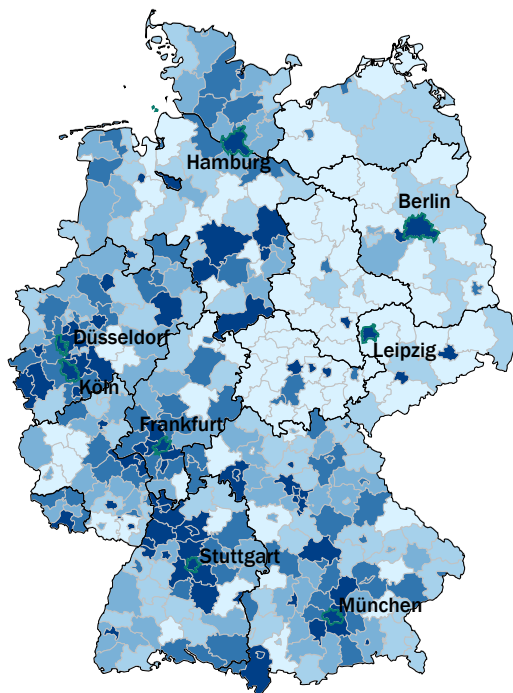 Hamburg
Berlin
Düsseldorf
Leipzig
Köln
Frankfurt
Stuttgart
München